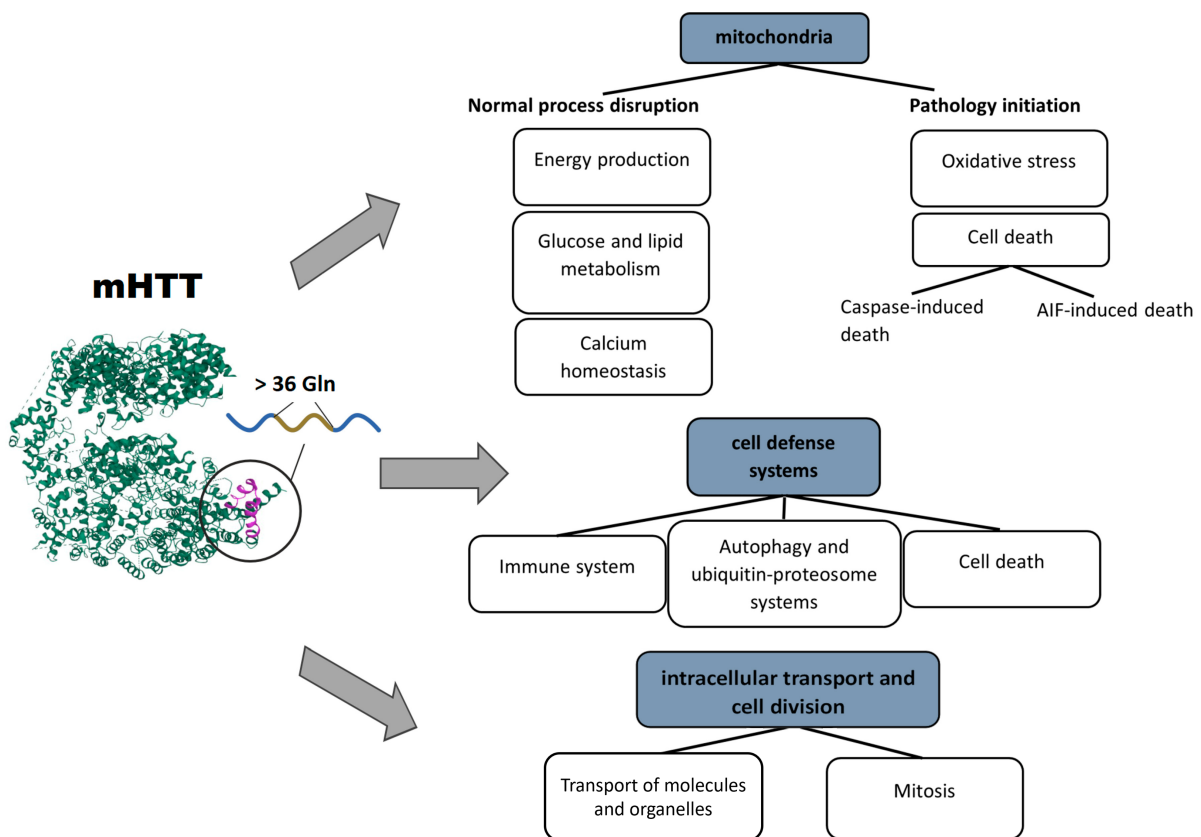 mitochondria
Normal process disruption
Pathology initiation
Energy production
Oxidative stress
Glucose and lipid
metabolism
Cell death
Caspase-induced
death
AIF-induced death
Calcium
homeostasis
mHTT
> 36 Gln
cell defense
systems
Immune system
Autophagy and
ubiquitin-proteosome
systems
Cell death
intracellular transport and
cell division
Transport of molecules
and organelles
Mitosis